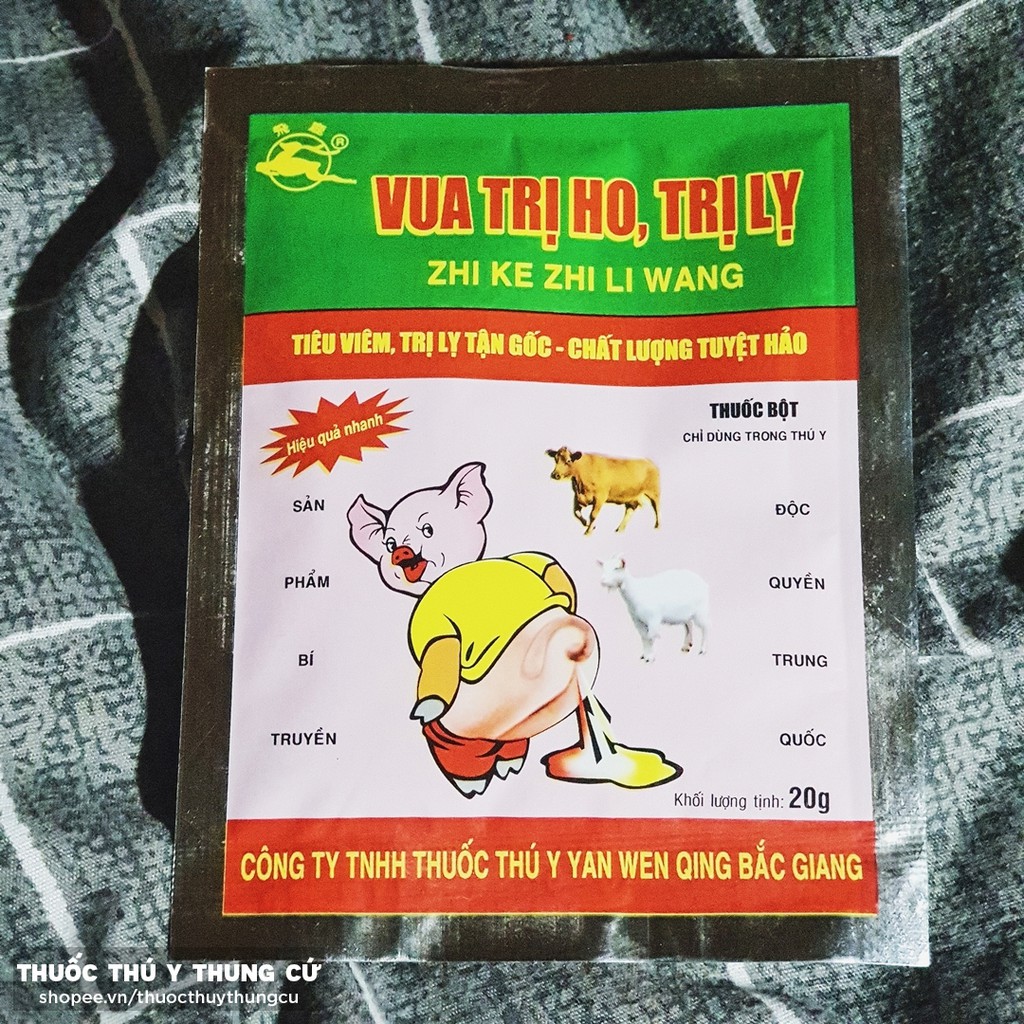 飛皇
®
VUA TRỊ HO, TRỊ LỴ
ZHI KE ZHI LI WANG
TIÊU VIÊM, TRỊ LỴ TẬN GỐC - CHẤT LƯỢNG TUYỆT HẢO
Hiệu quả nhanh
THUỐC BỘT
CHỈ DÙNG TRONG THÚ Y
SẢN
PHẨM
BÍ
TRUYỀN
ĐỘC
QUYỀN
TRUNG
QUỐC
Khối lượng tịnh: 20g
CÔNG TY TNHH THUỐC THÚ Y YAN WEN QING BẮC GIANG
THUỐC THÚ Y THUNG CỨ
shopee.vn/thuocthuythungcu